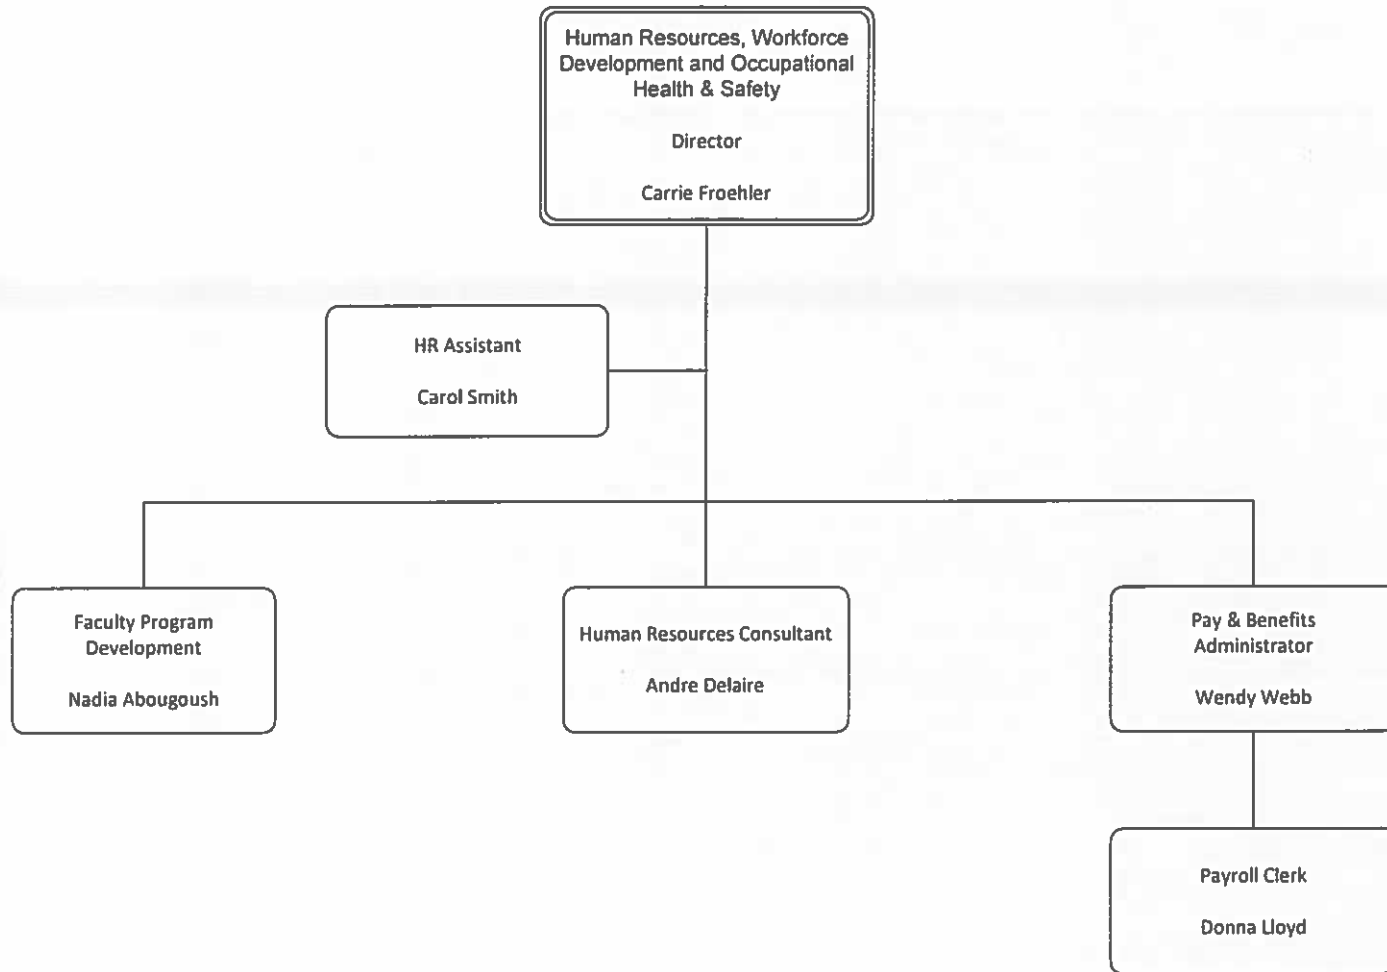 Human Resources, Workforce
Development and Occupational
Health & Safety
Director
Carrie Froehler
HR Assistant
Carol Smith
Faculty Program
Development
Nadia Abougoush
Human Resources Consultant
Andre Delaire
Pay & Benefits
Administrator
Wendy Webb
Payroll Clerk
Donna Lloyd